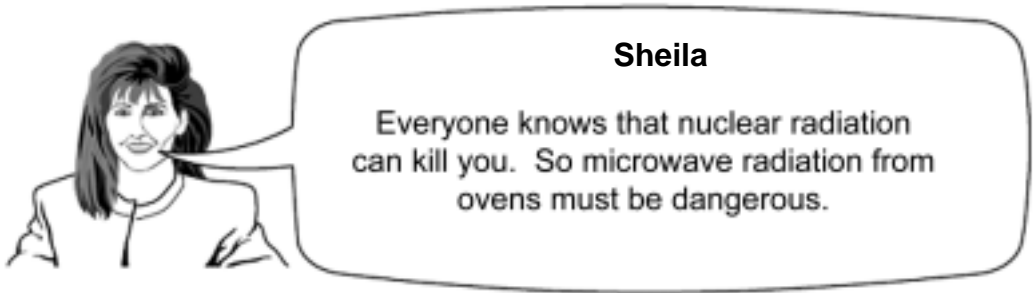 Sheila
Everyone knows that nuclear radiation
can kill you. So microwave radiation from
ovens must be dangerous.